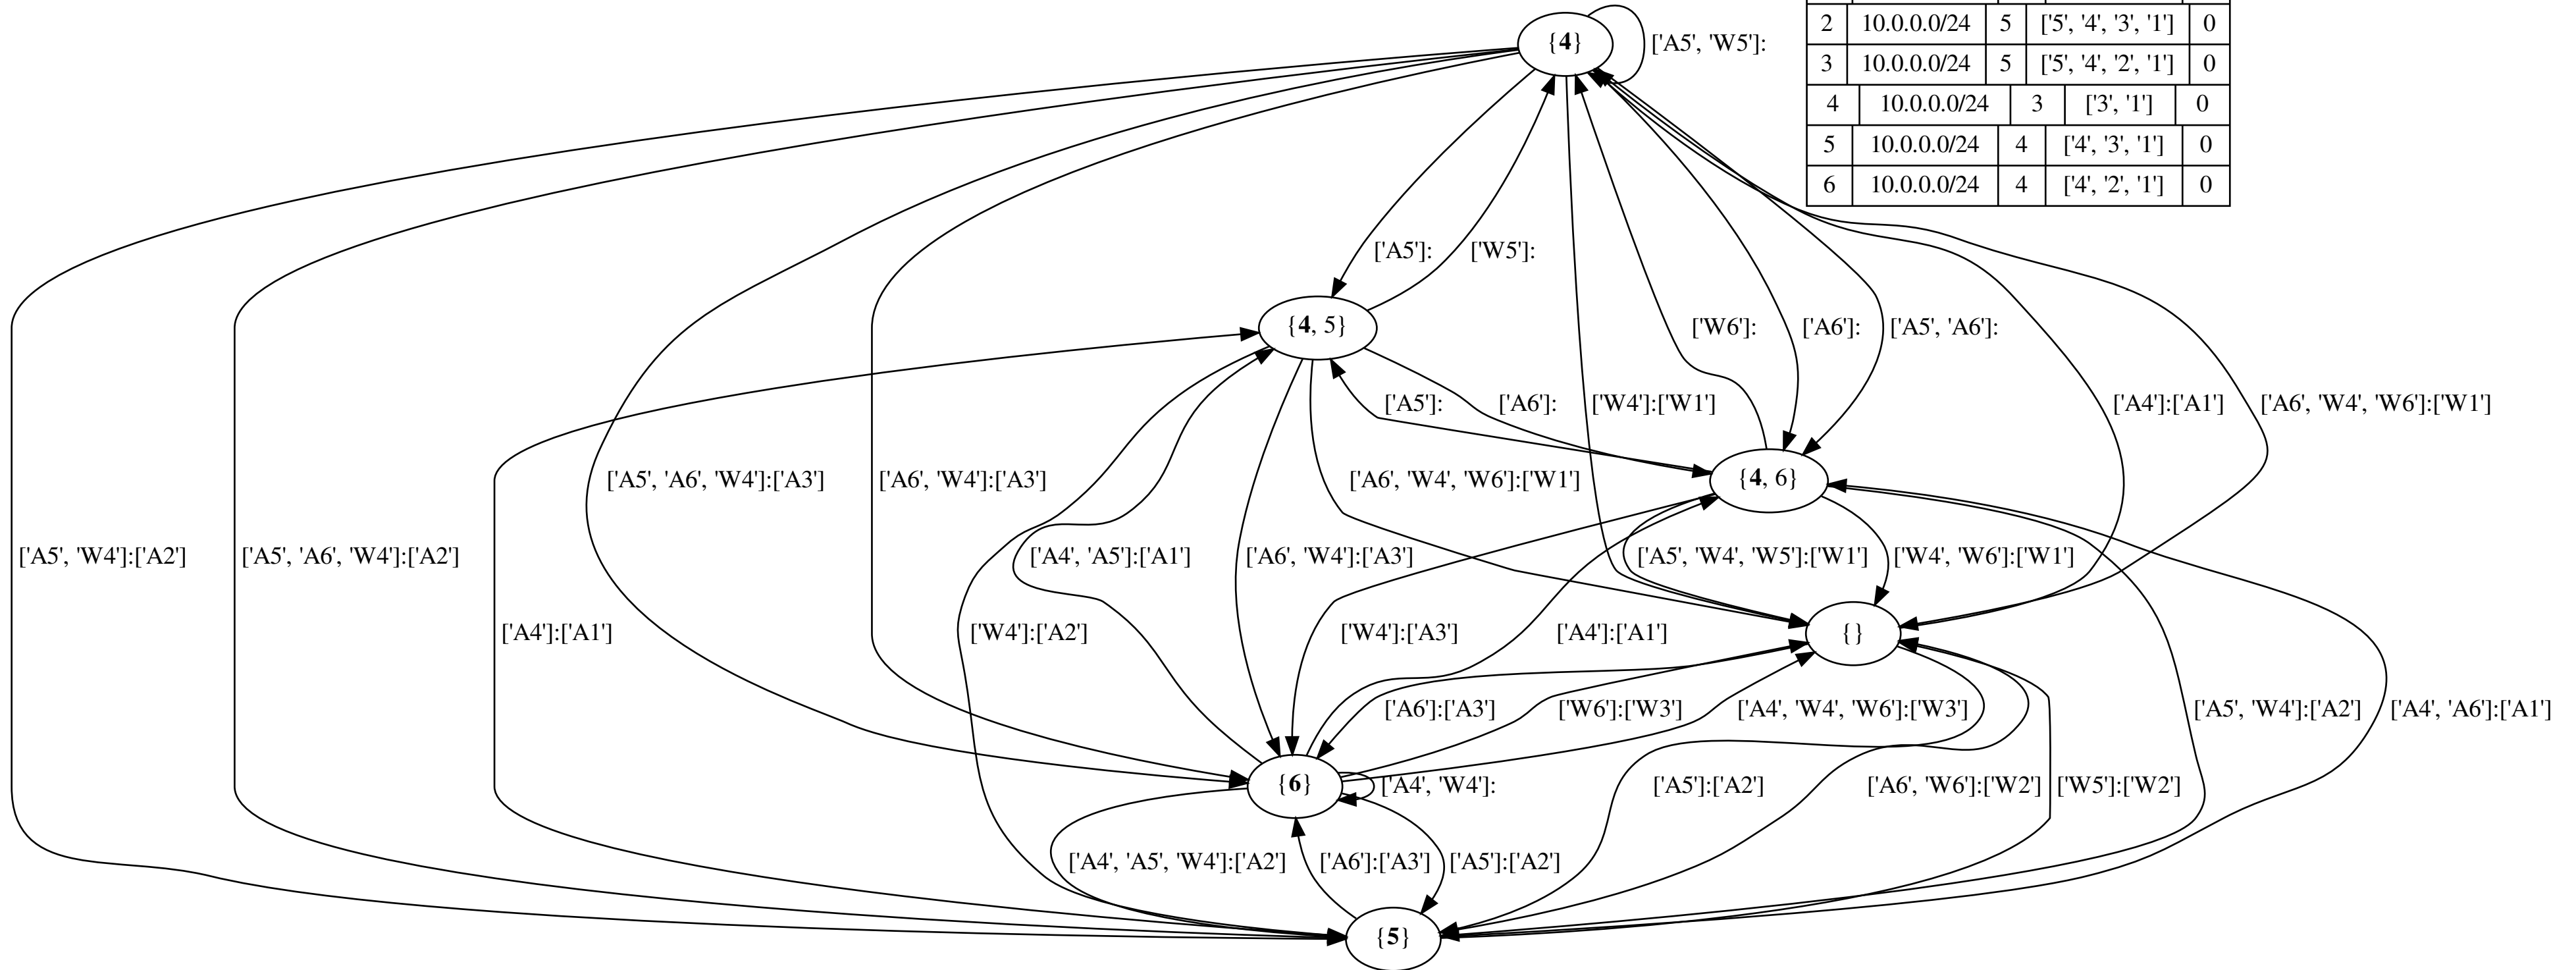 {4}
['A5', 'W5']:
2 10.0.0.0/24 5 ['5', '4', '3', '1'] 0
3 10.0.0.0/24 5 ['5', '4', '2', '1'] 0
4 10.0.0.0/24 3 ['3', '1'] 0
5 10.0.0.0/24 4 ['4', '3', '1'] 0
6 10.0.0.0/24 4 ['4', '2', '1'] 0
['A5']:
['W5']:
{4, 5}
['W6']:
['A6']:
['A5', 'A6']:
['A5']:
['A6']:
['W4']:['W1']
['A4']:['A1']
['A6', 'W4', 'W6']:['W1']
['A5', 'A6', 'W4']:['A3']
['A6', 'W4']:['A3']
['A6', 'W4', 'W6']:['W1']
{4, 6}
['A5', 'W4']:['A2']
['A5', 'A6', 'W4']:['A2']
['A4', 'A5']:['A1']
['A6', 'W4']:['A3']
['A5', 'W4', 'W5']:['W1']
['W4', 'W6']:['W1']
['A4']:['A1']
['W4']:['A2']
['W4']:['A3']
['A4']:['A1']
{}
['A6']:['A3']
['W6']:['W3']
['A4', 'W4', 'W6']:['W3']
['A5', 'W4']:['A2']
['A4', 'A6']:['A1']
{6}
['A4', 'W4']:
['A5']:['A2']
['A6', 'W6']:['W2']
['W5']:['W2']
['A4', 'A5', 'W4']:['A2']
['A6']:['A3']
['A5']:['A2']
{5}